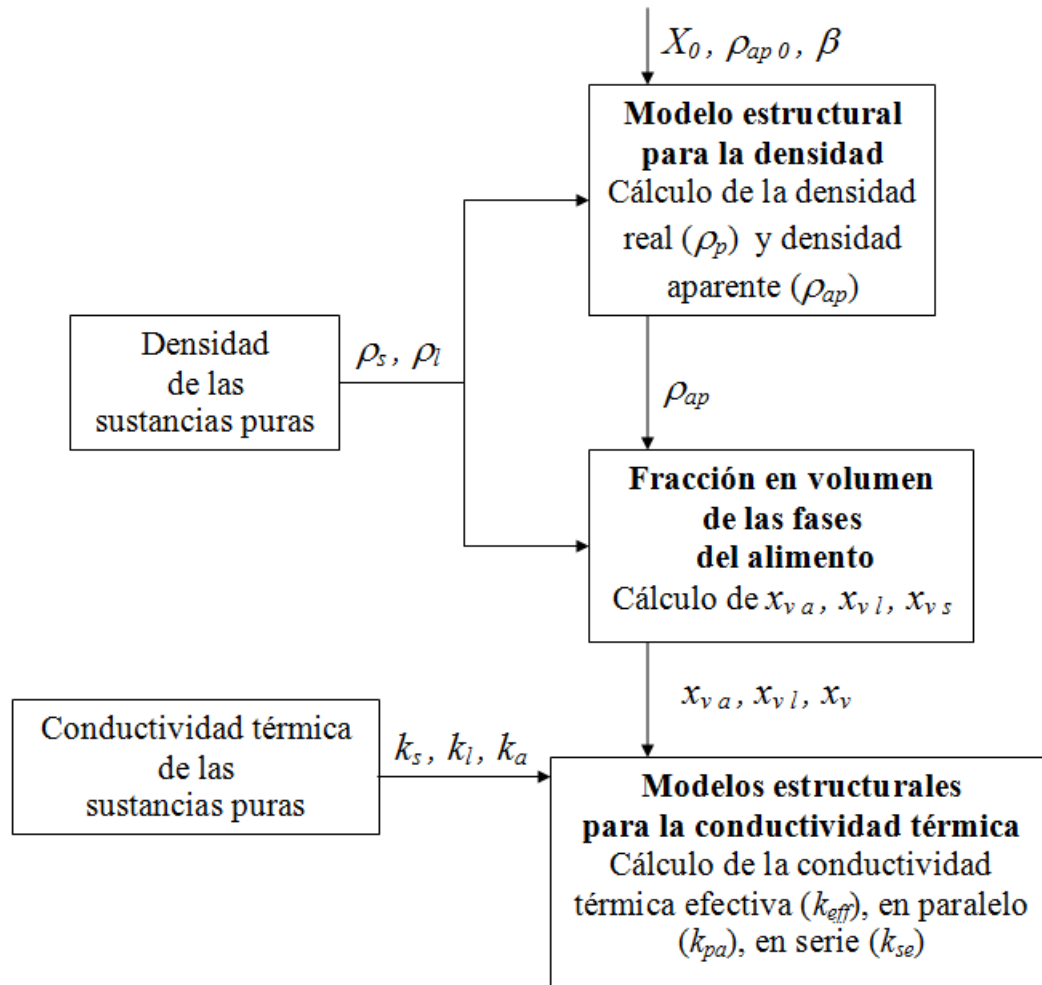 X₀, ρₐₚ ₀, β
Modelo estructural
para la densidad
Cálculo de la densidad
real (ρₚ) y densidad
aparente (ρₐₚ)
Densidad
de las
sustancias puras
ρₛ, ρₗ
ρₐₚ
Fracción en volumen
de las fases
del alimento
Cálculo de xᵥ ₐ, xᵥ ₗ, xᵥ ₛ
xᵥ ₐ, xᵥ ₗ, xᵥ
Conductividad térmica
de las
sustancias puras
kₛ, kₗ, kₐ
Modelos estructurales
para la conductividad térmica
Cálculo de la conductividad
térmica efectiva (k_eff), en paralelo
(kₚₐ), en serie (kₛₑ)